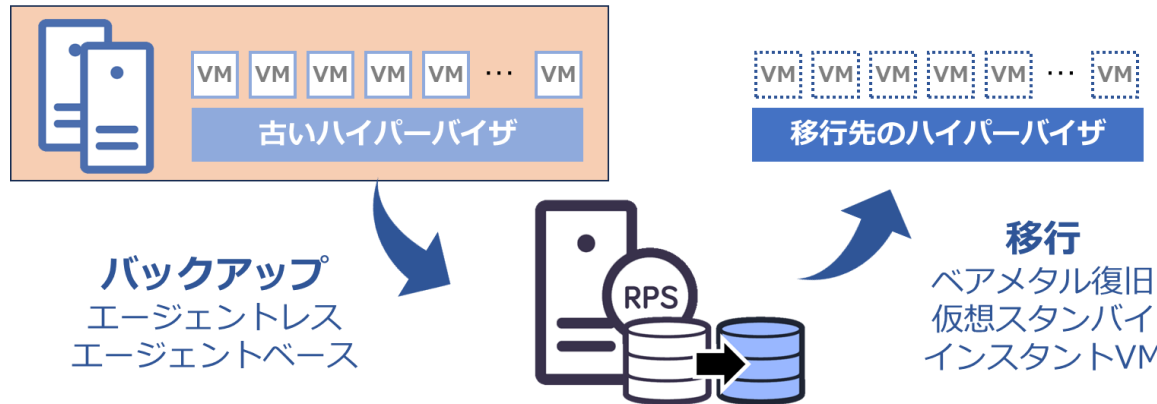 VM VM VM VM VM … VM
古いハイパーバイザ
VM VM VM VM VM … VM
移行先のハイパーバイザ
バックアップ
エージェントレス
エージェントベース
RPS
移行
ベアメタル復旧
仮想スタンバイ
インスタントVM